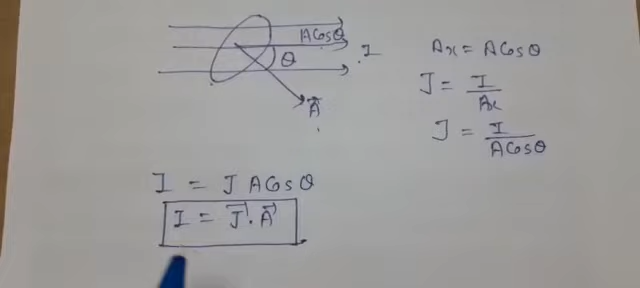 ACosθ
I
θ
A⃗
Ax = ACosθ
J = I / Ax
J = I / ACosθ
I = J ACosθ
I = J⃗ . A⃗